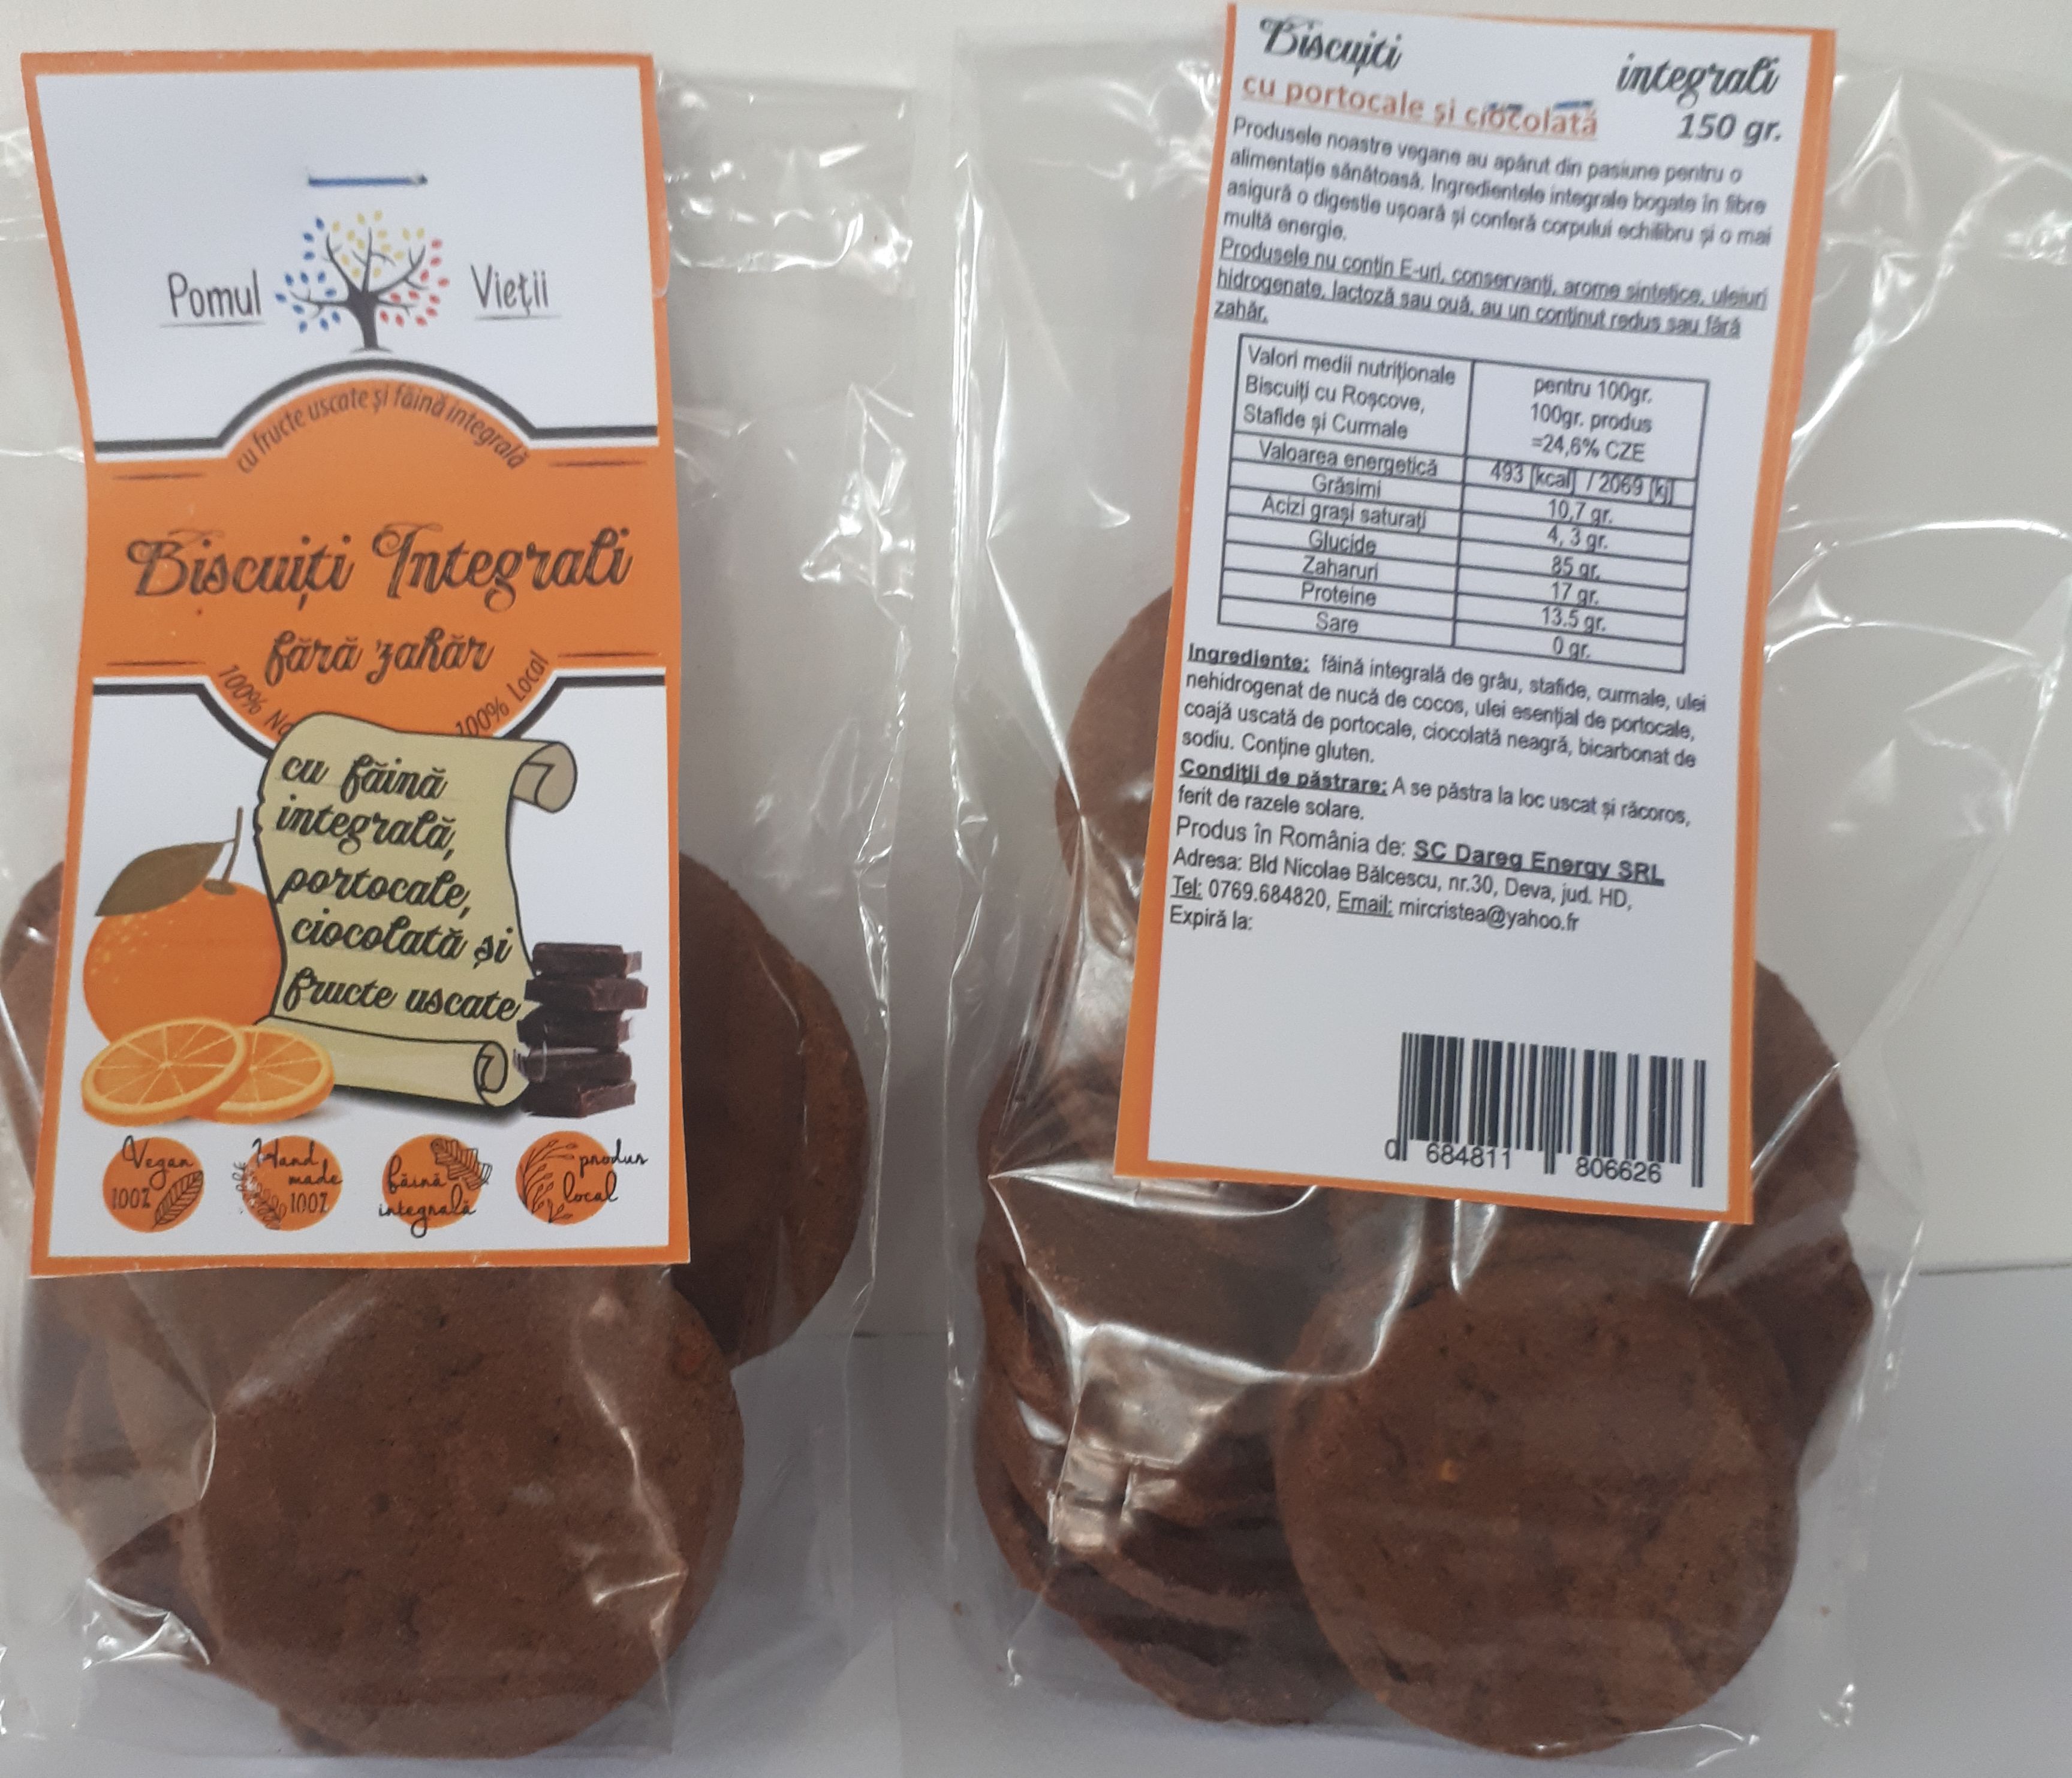 Pomul Vieții
cu fructe uscate și făină integrală
Biscuiți Integrali
fără zahăr
100% Na
100% Local
cu făină
integrală,
portocale,
ciocolată și
fructe uscate
Vegan
100%
Hand
made
100%
făină
integrală
produs
local
Biscuiți integrali
cu portocale și ciocolată 150 gr.
Produsele noastre vegane au apărut din pasiune pentru o
alimentație sănătoasă. Ingredientele integrale bogate în fibre
asigură o digestie ușoară și conferă corpului echilibru și o mai
multă energie.
Produsele nu conțin E-uri, conservanți, arome sintetice, uleiuri
hidrogenate, lactoză sau ouă, au un conținut redus sau fără
zahăr.
Valori medii nutriționale
Biscuiți cu Roșcove,
Stafide și Curmale
pentru 100gr.
100gr. produs
=24,6% CZE
Valoarea energetică 493 [kcal] / 2069 [kj]
Grăsimi 10,7 gr.
Acizi grași saturați 4, 3 gr.
Glucide 85 gr.
Zaharuri 17 gr.
Proteine 13.5 gr.
Sare 0 gr.
Ingrediente: făină integrală de grâu, stafide, curmale, ulei
nehidrogenat de nucă de cocos, ulei esențial de portocale,
coajă uscată de portocale, ciocolată neagră, bicarbonat de
sodiu. Conține gluten.
Condiții de păstrare: A se păstra la loc uscat și răcoros,
ferit de razele solare.
Produs în România de: SC Dareg Energy SRL
Adresa: Bld Nicolae Bălcescu, nr.30, Deva, jud. HD,
Tel: 0769.684820, Email: mircristea@yahoo.fr
Expiră la:
0 684811 806626